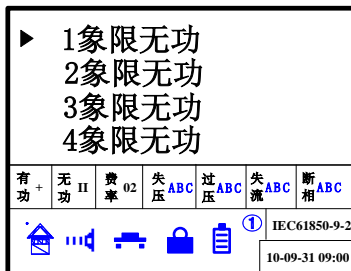 1象限无功
2象限无功
3象限无功
4象限无功
有功 + 无功 II 费率 02 失压 ABC 过压 ABC 失流 ABC 断相 ABC
① IEC61850-9-2
10-09-31 09:00